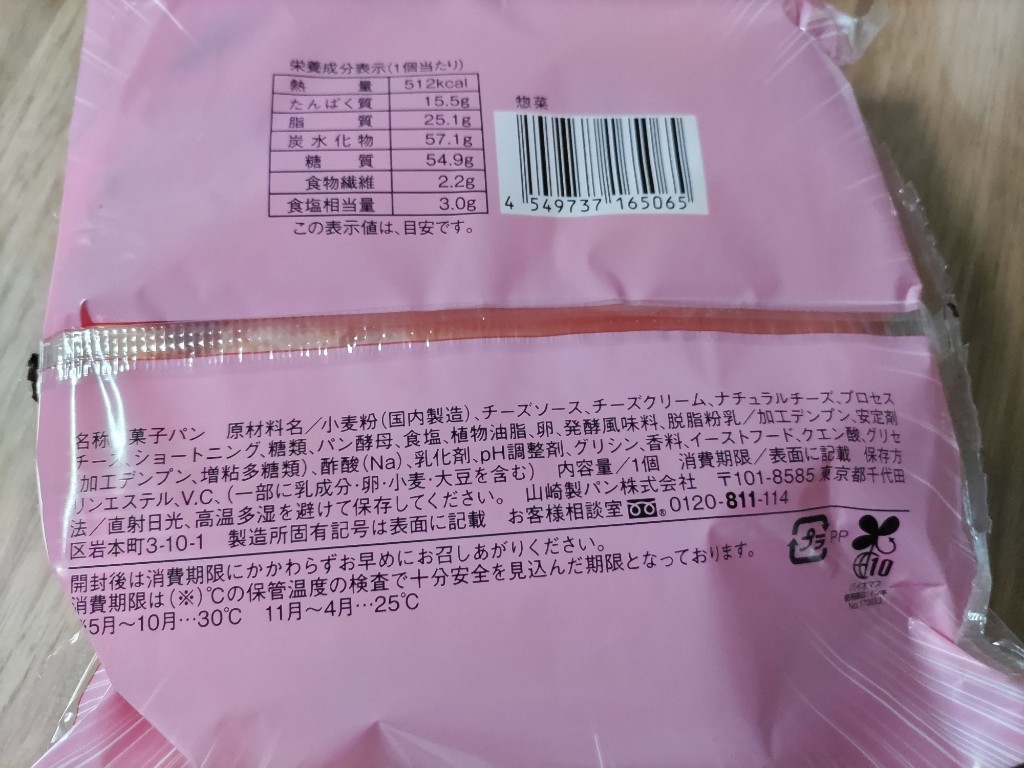 栄養成分表示(1個当たり)
熱量 512kcal
たんぱく質 15.5g
脂質 25.1g
炭水化物 57.1g
糖質 54.9g
食物繊維 2.2g
食塩相当量 3.0g
この表示値は、目安です。
惣菜
4 549737 165065
名称 菓子パン 原材料名/小麦粉(国内製造)、チーズソース、チーズクリーム、ナチュラルチーズ、プロセス
チーズ、ショートニング、糖類、パン酵母、食塩、植物油脂、卵、発酵風味料、脱脂粉乳/加工デンプン、安定剤
(加工デンプン、増粘多糖類)、酢酸(Na)、乳化剤、pH調整剤、グリシン、香料、イーストフード、クエン酸、グリセ
リンエステル、V.C、(一部に乳成分・卵・小麦・大豆を含む) 内容量/1個 消費期限/表面に記載 保存方
法/直射日光、高温多湿を避けて保存してください。 山崎製パン株式会社 〒101-8585 東京都千代田
区岩本町3-10-1 製造所固有記号は表面に記載 お客様相談室 0120-811-114
開封後は消費期限にかかわらずお早めにお召しあがりください。
消費期限は(※)℃の保管温度の検査で十分安全を見込んだ期限となっております。
※5月~10月…30℃ 11月~4月…25℃
プラ PP
10
バイオマス